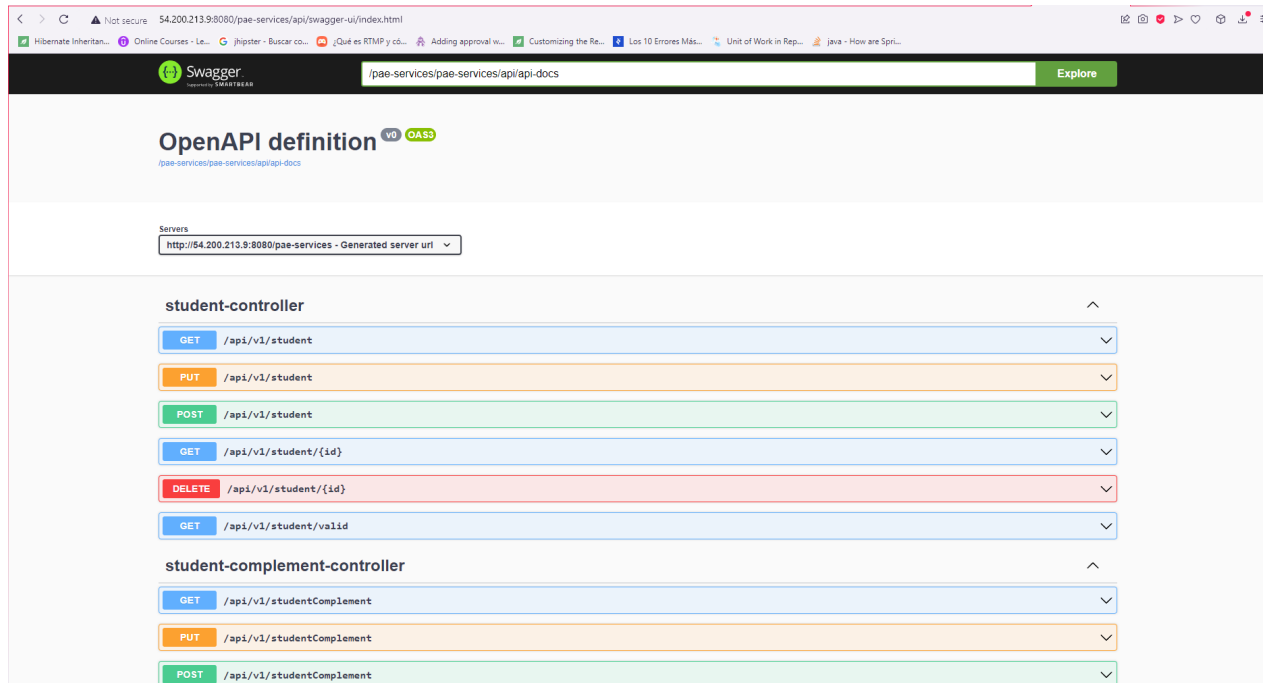 Not secure 54.200.213.9:8080/pae-services/api/swagger-ui/index.html
Hibernate Inheritan... Online Courses - Le... jhipster - Buscar co... ¿Qué es RTMP y có... Adding approval w... Customizing the Re... Los 10 Errores Más... Unit of Work in Rep... java - How are Spri...
Swagger. /pae-services/pae-services/api/api-docs Explore
Supported by SMARTBEAR
OpenAPI definition v0 OAS3
/pae-services/pae-services/api/api-docs
Servers
http://54.200.213.9:8080/pae-services - Generated server url
student-controller
GET /api/v1/student
PUT /api/v1/student
POST /api/v1/student
GET /api/v1/student/{id}
DELETE /api/v1/student/{id}
GET /api/v1/student/valid
student-complement-controller
GET /api/v1/studentComplement
PUT /api/v1/studentComplement
POST /api/v1/studentComplement